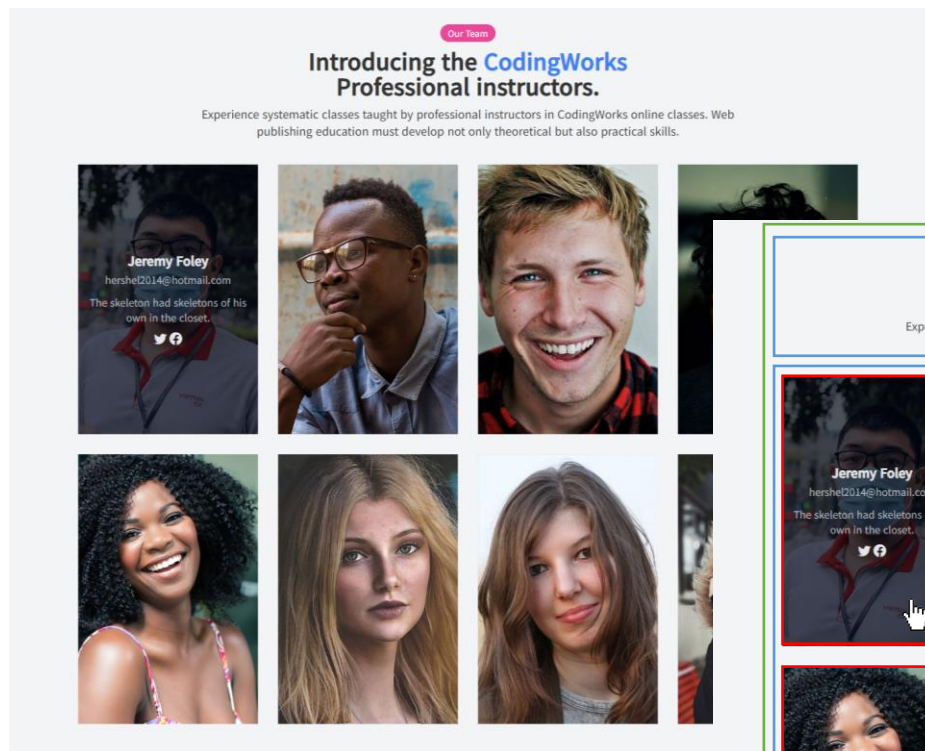 Our Team
Introducing the CodingWorks
Professional instructors.
Experience systematic classes taught by professional instructors in CodingWorks online classes. Web
publishing education must develop not only theoretical but also practical skills.
Jeremy Foley
hershel2014@hotmail.com
The skeleton had skeletons of his
own in the closet.
Exp
Jeremy Foley
hershel2014@hotmail.co
The skeleton had skeletons
own in the closet.